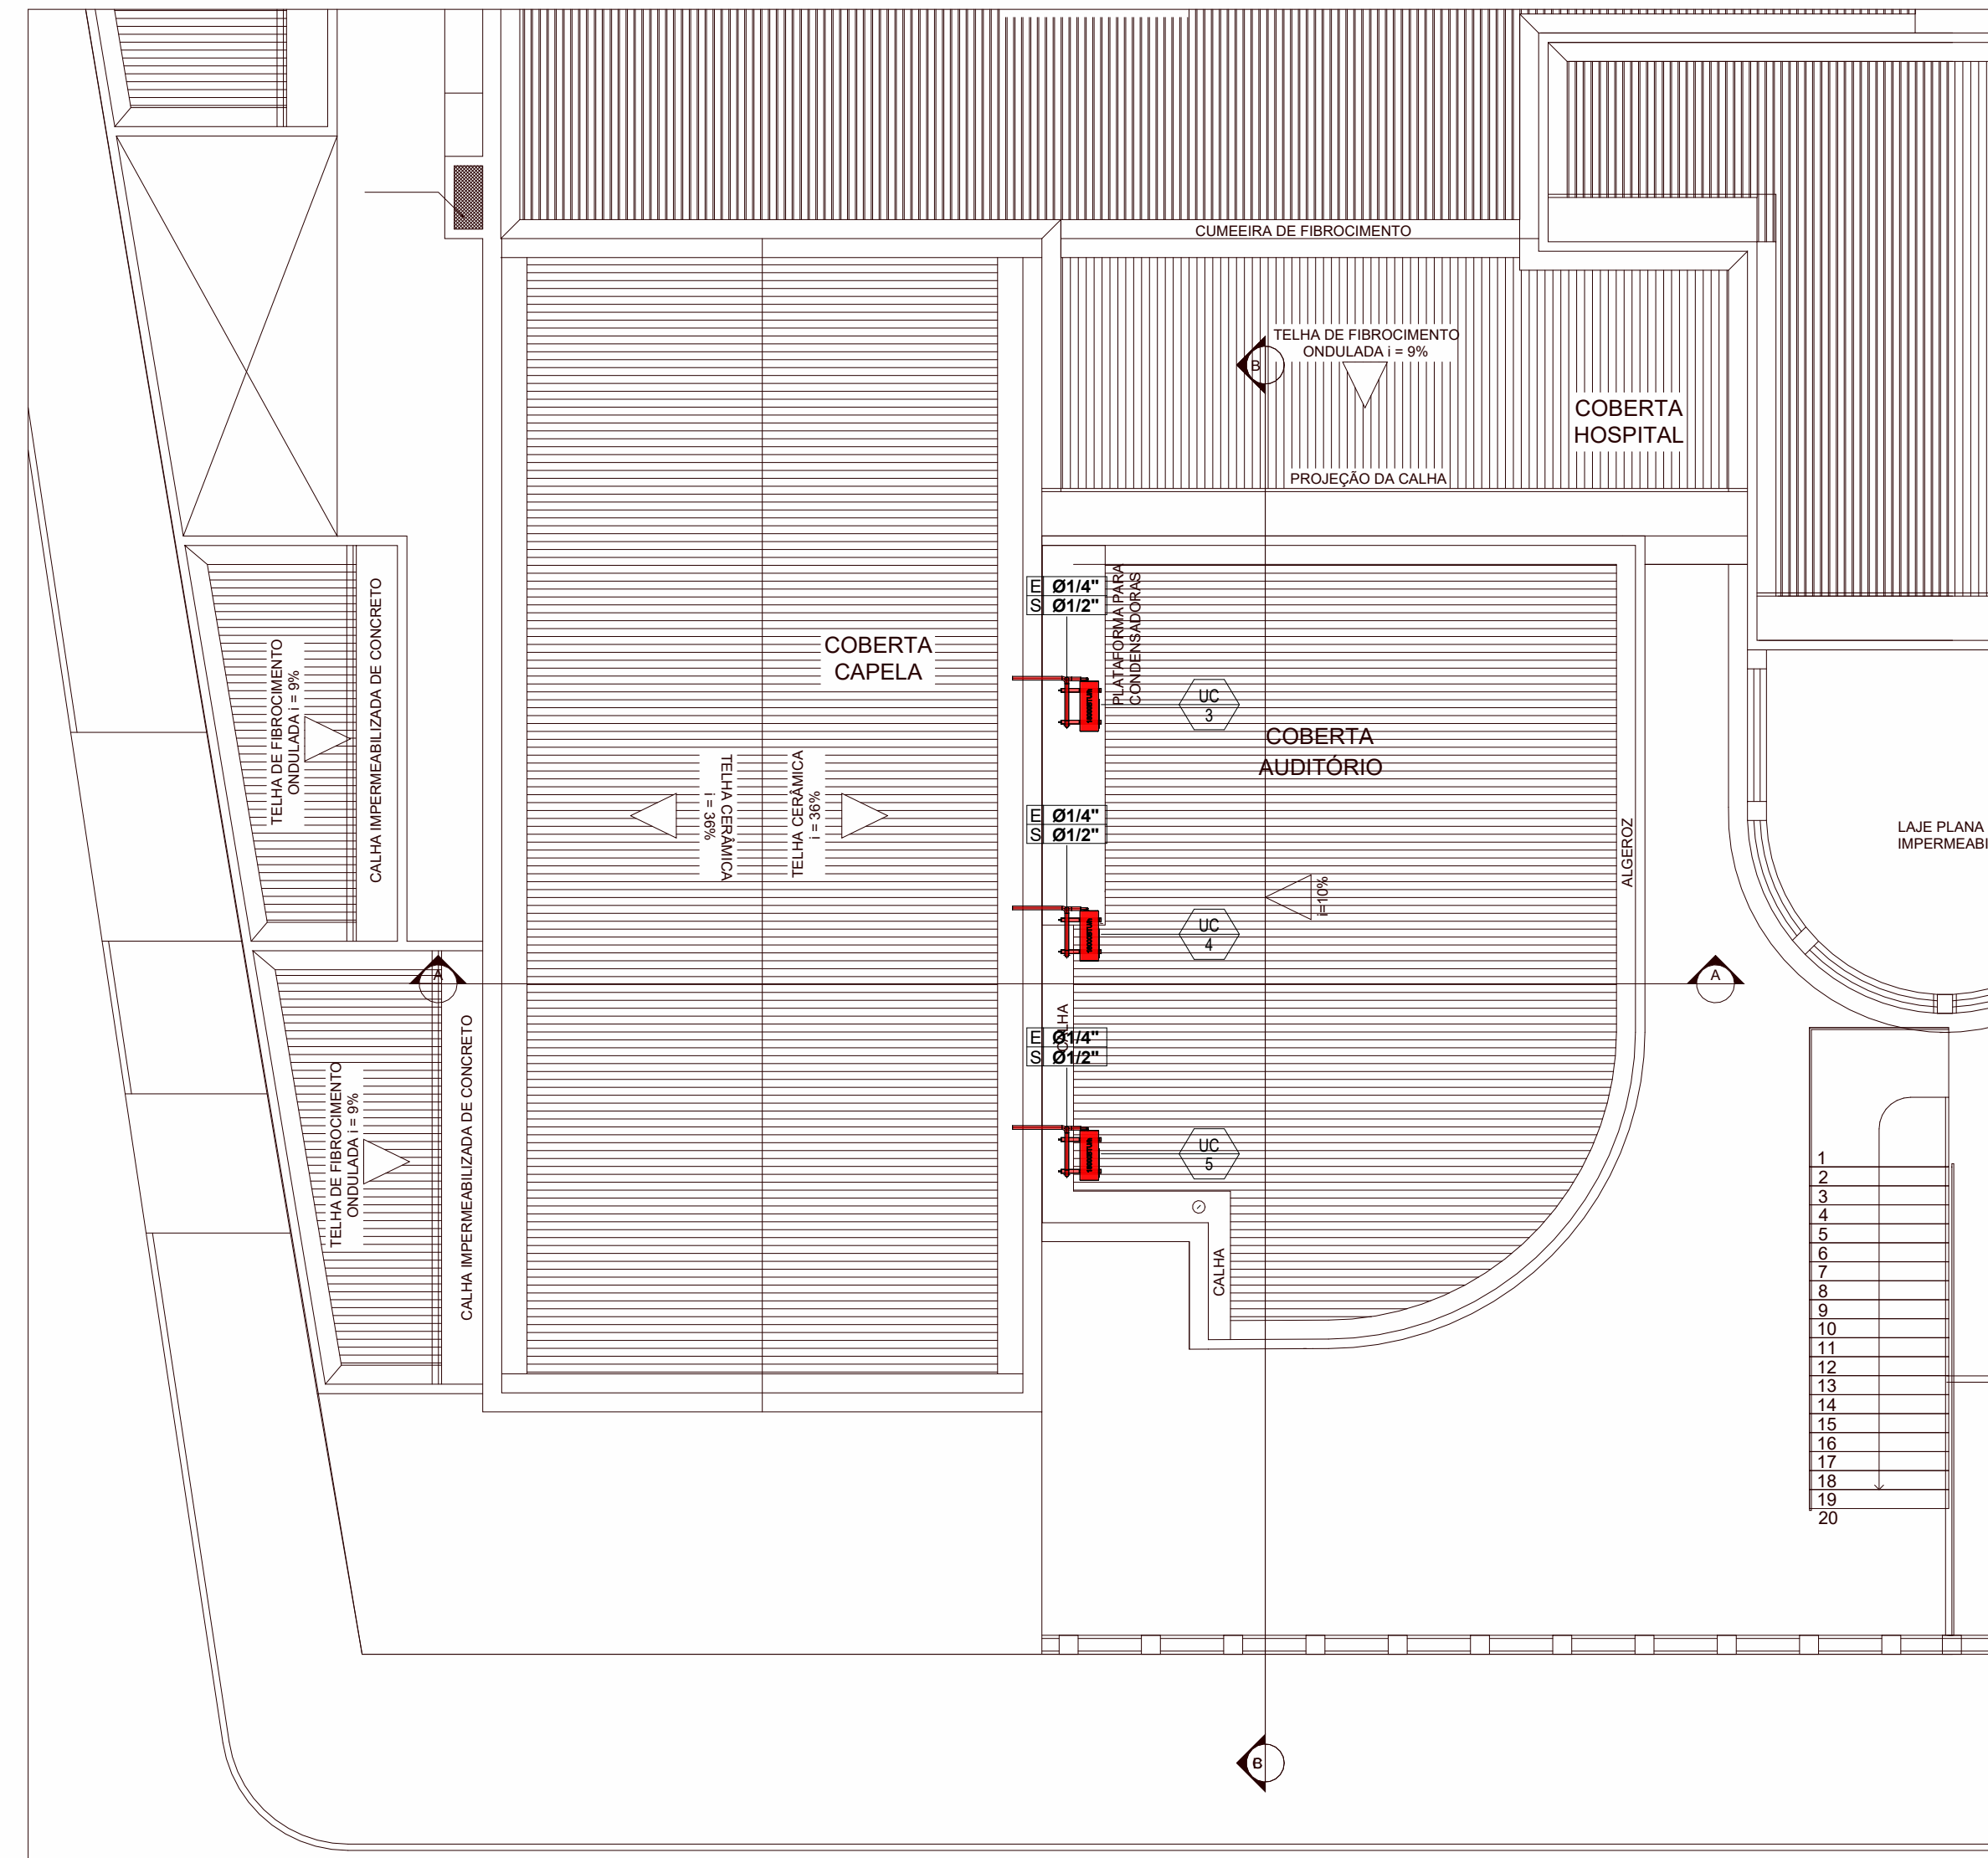 CUMEEIRA DE FIBROCIMENTO
TELHA DE FIBROCIMENTO
ONDULADA i = 9%
B
COBERTA
HOSPITAL
PROJEÇÃO DA CALHA
E Ø1/4"
S Ø1/2"
PLATAFORMA PARA
CONDENSADORAS
COBERTA
CAPELA
UC
3
COBERTA
AUDITÓRIO
TELHA DE FIBROCIMENTO
ONDULADA i = 9%
CALHA IMPERMEABILIZADA DE CONCRETO
TELHA CERÂMICA
i = 36%
TELHA CERÂMICA
i = 36%
E Ø1/4"
S Ø1/2"
ALGEROZ
LAJE PLANA
IMPERMEABI
i=10%
UC
4
A
A
CALHA
E Ø1/4"
S Ø1/2"
TELHA DE FIBROCIMENTO
ONDULADA i = 9%
CALHA IMPERMEABILIZADA DE CONCRETO
UC
5
CALHA
1
2
3
4
5
6
7
8
9
10
11
12
13
14
15
16
17
18
19
20